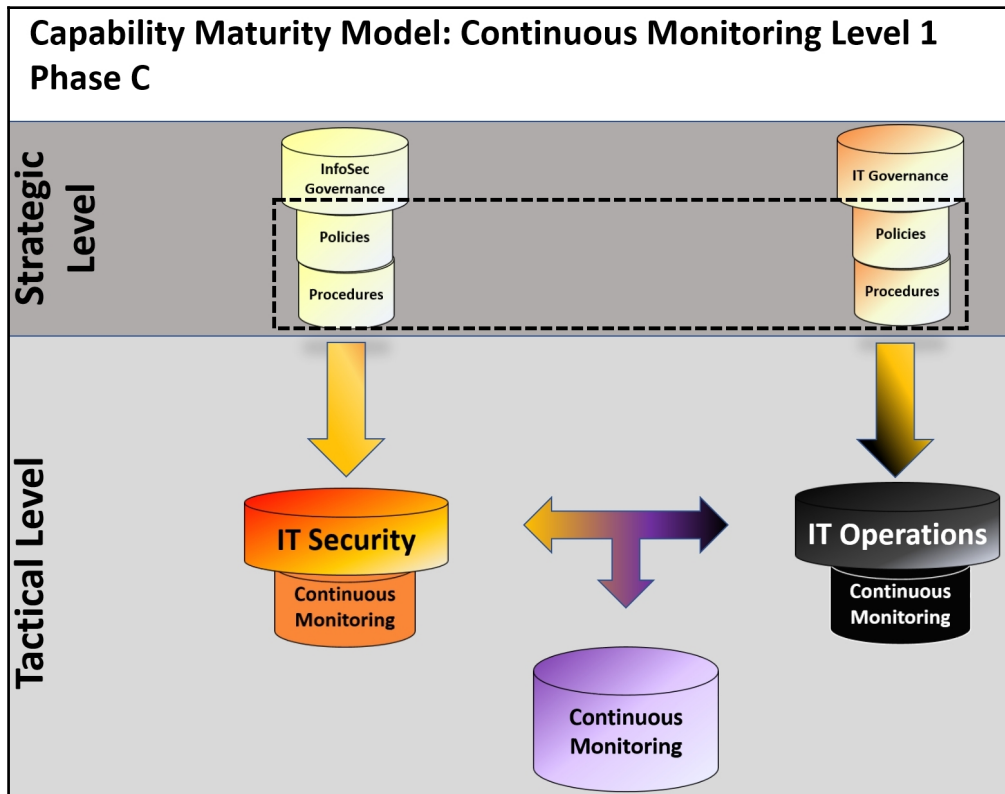 Capability Maturity Model: Continuous Monitoring Level 1
Phase C
Strategic
Level
InfoSec
Governance
Policies
Procedures
IT Governance
Policies
Procedures
Tactical Level
IT Security
Continuous
Monitoring
IT Operations
Continuous
Monitoring
Continuous
Monitoring